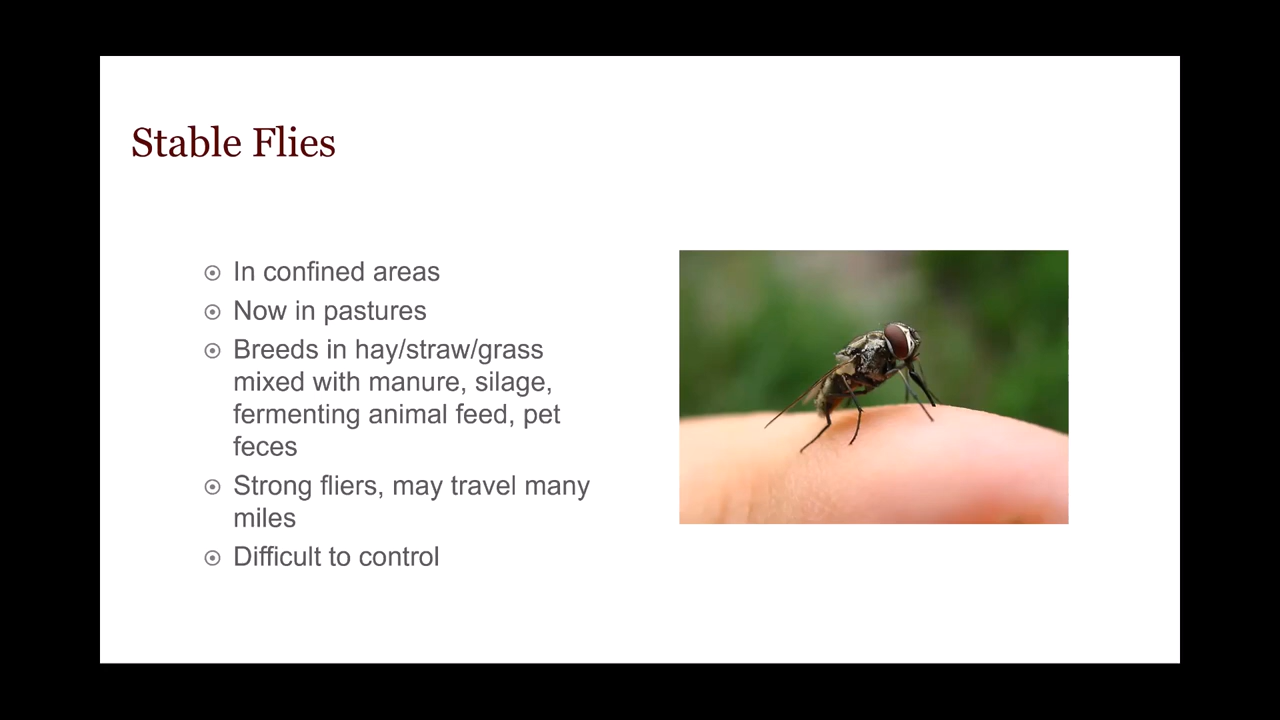 Stable Flies
In confined areas
Now in pastures
Breeds in hay/straw/grass
mixed with manure, silage,
fermenting animal feed, pet
feces
Strong fliers, may travel many
miles
Difficult to control